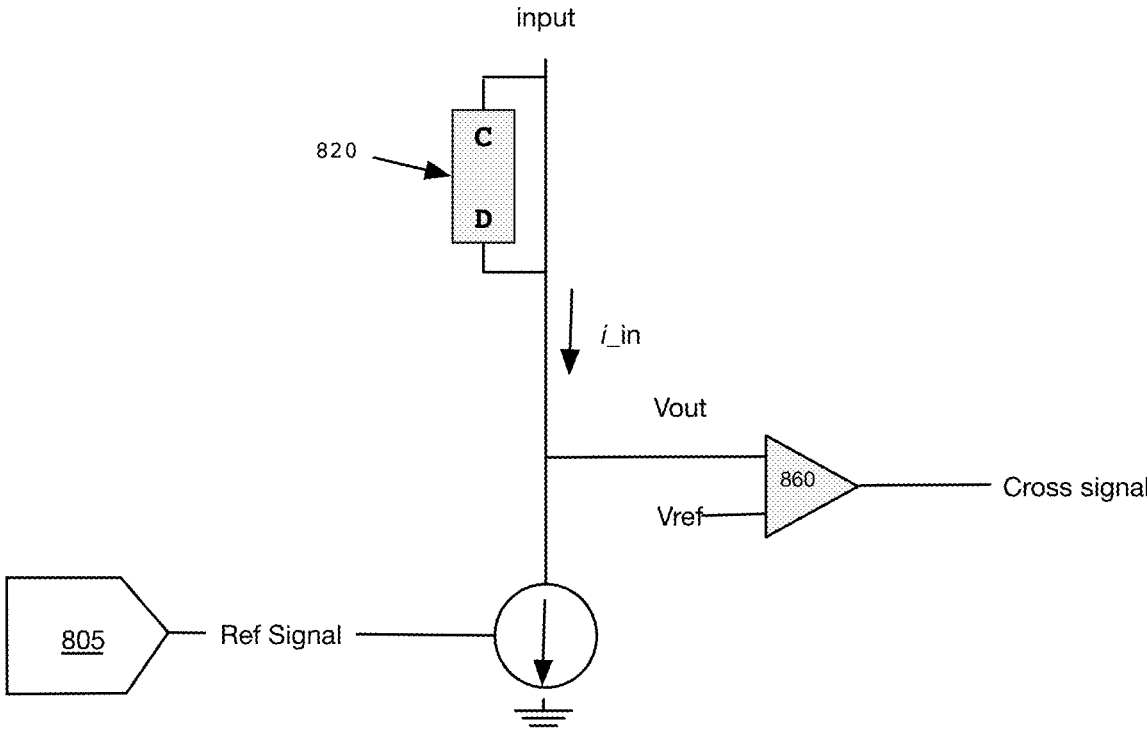 input
C
820
D
i_in
Vout
860
Cross signal
Vref
805
Ref Signal